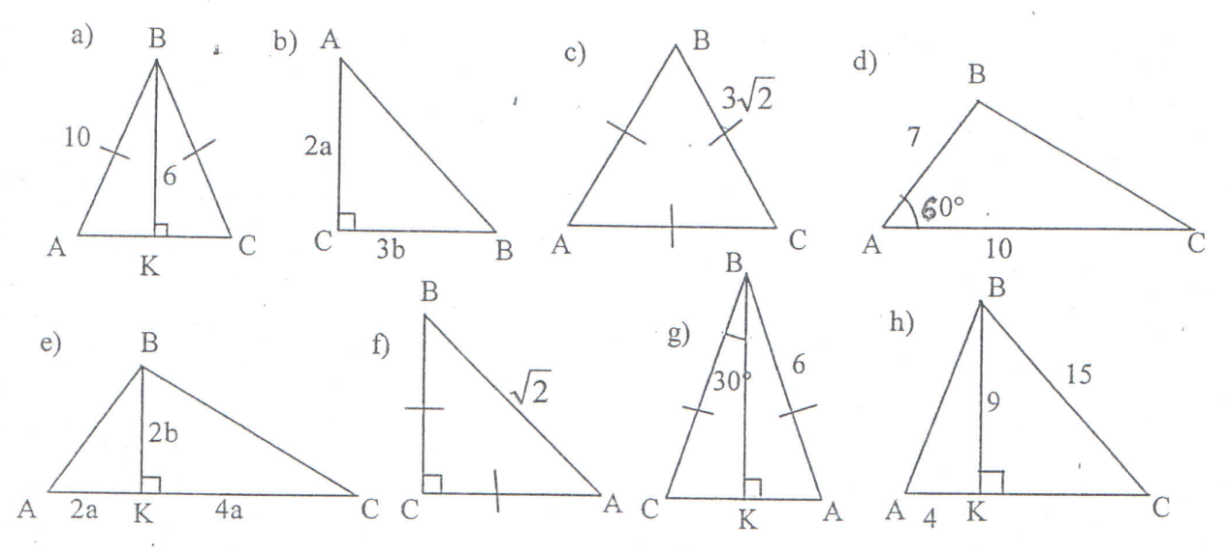 a) B
10
6
A K C
b) A
2a
C 3b B
c) B
3√2
A C
d) B
7
60°
A 10 C
e) B
2b
A 2a K 4a C
f) B
√2
C A
g) B
30°
6
C K A
h) B
15
9
A 4 K C